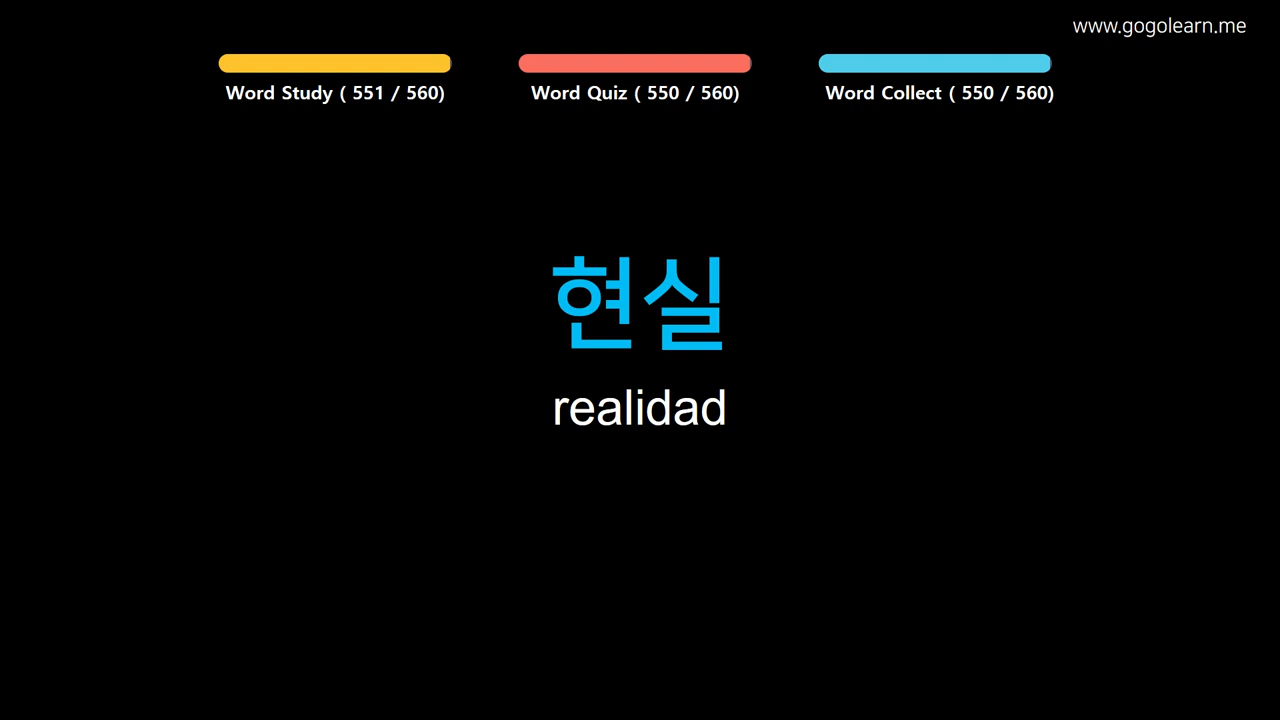 www.gogolearn.me
Word Study ( 551 / 560)
Word Quiz ( 550 / 560)
Word Collect ( 550 / 560)
현실
realidad